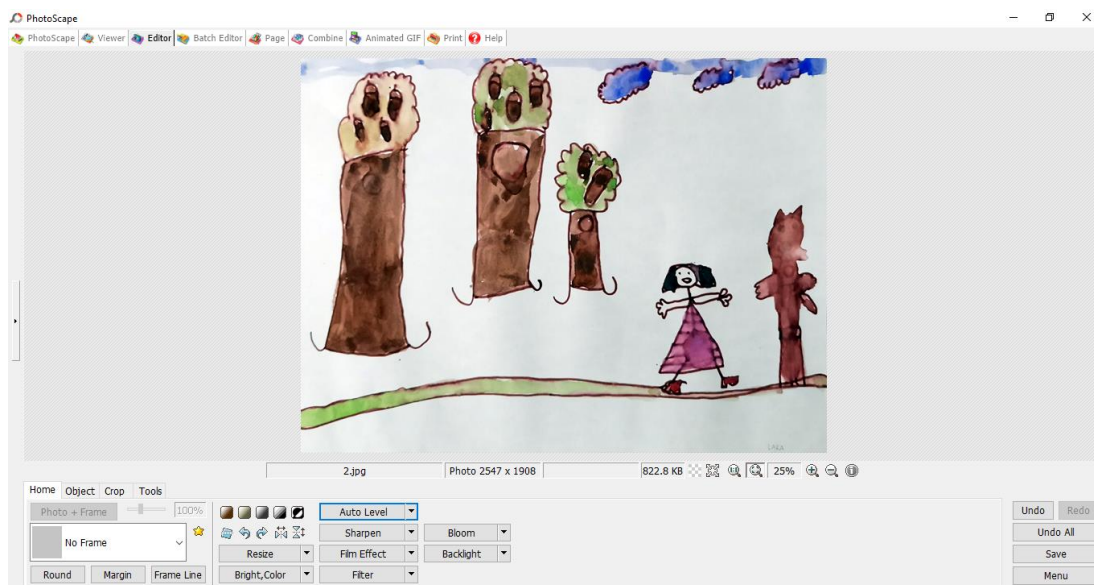 PhotoScape
PhotoScape Viewer Editor Batch Editor Page Combine Animated GIF Print Help
2.jpg Photo 2547 x 1908 822.8 KB 25%
Home Object Crop Tools
Photo + Frame 100% Auto Level Undo Redo
No Frame Sharpen Bloom Undo All
Resize Film Effect Backlight Save
Round Margin Frame Line Bright,Color Filter Menu